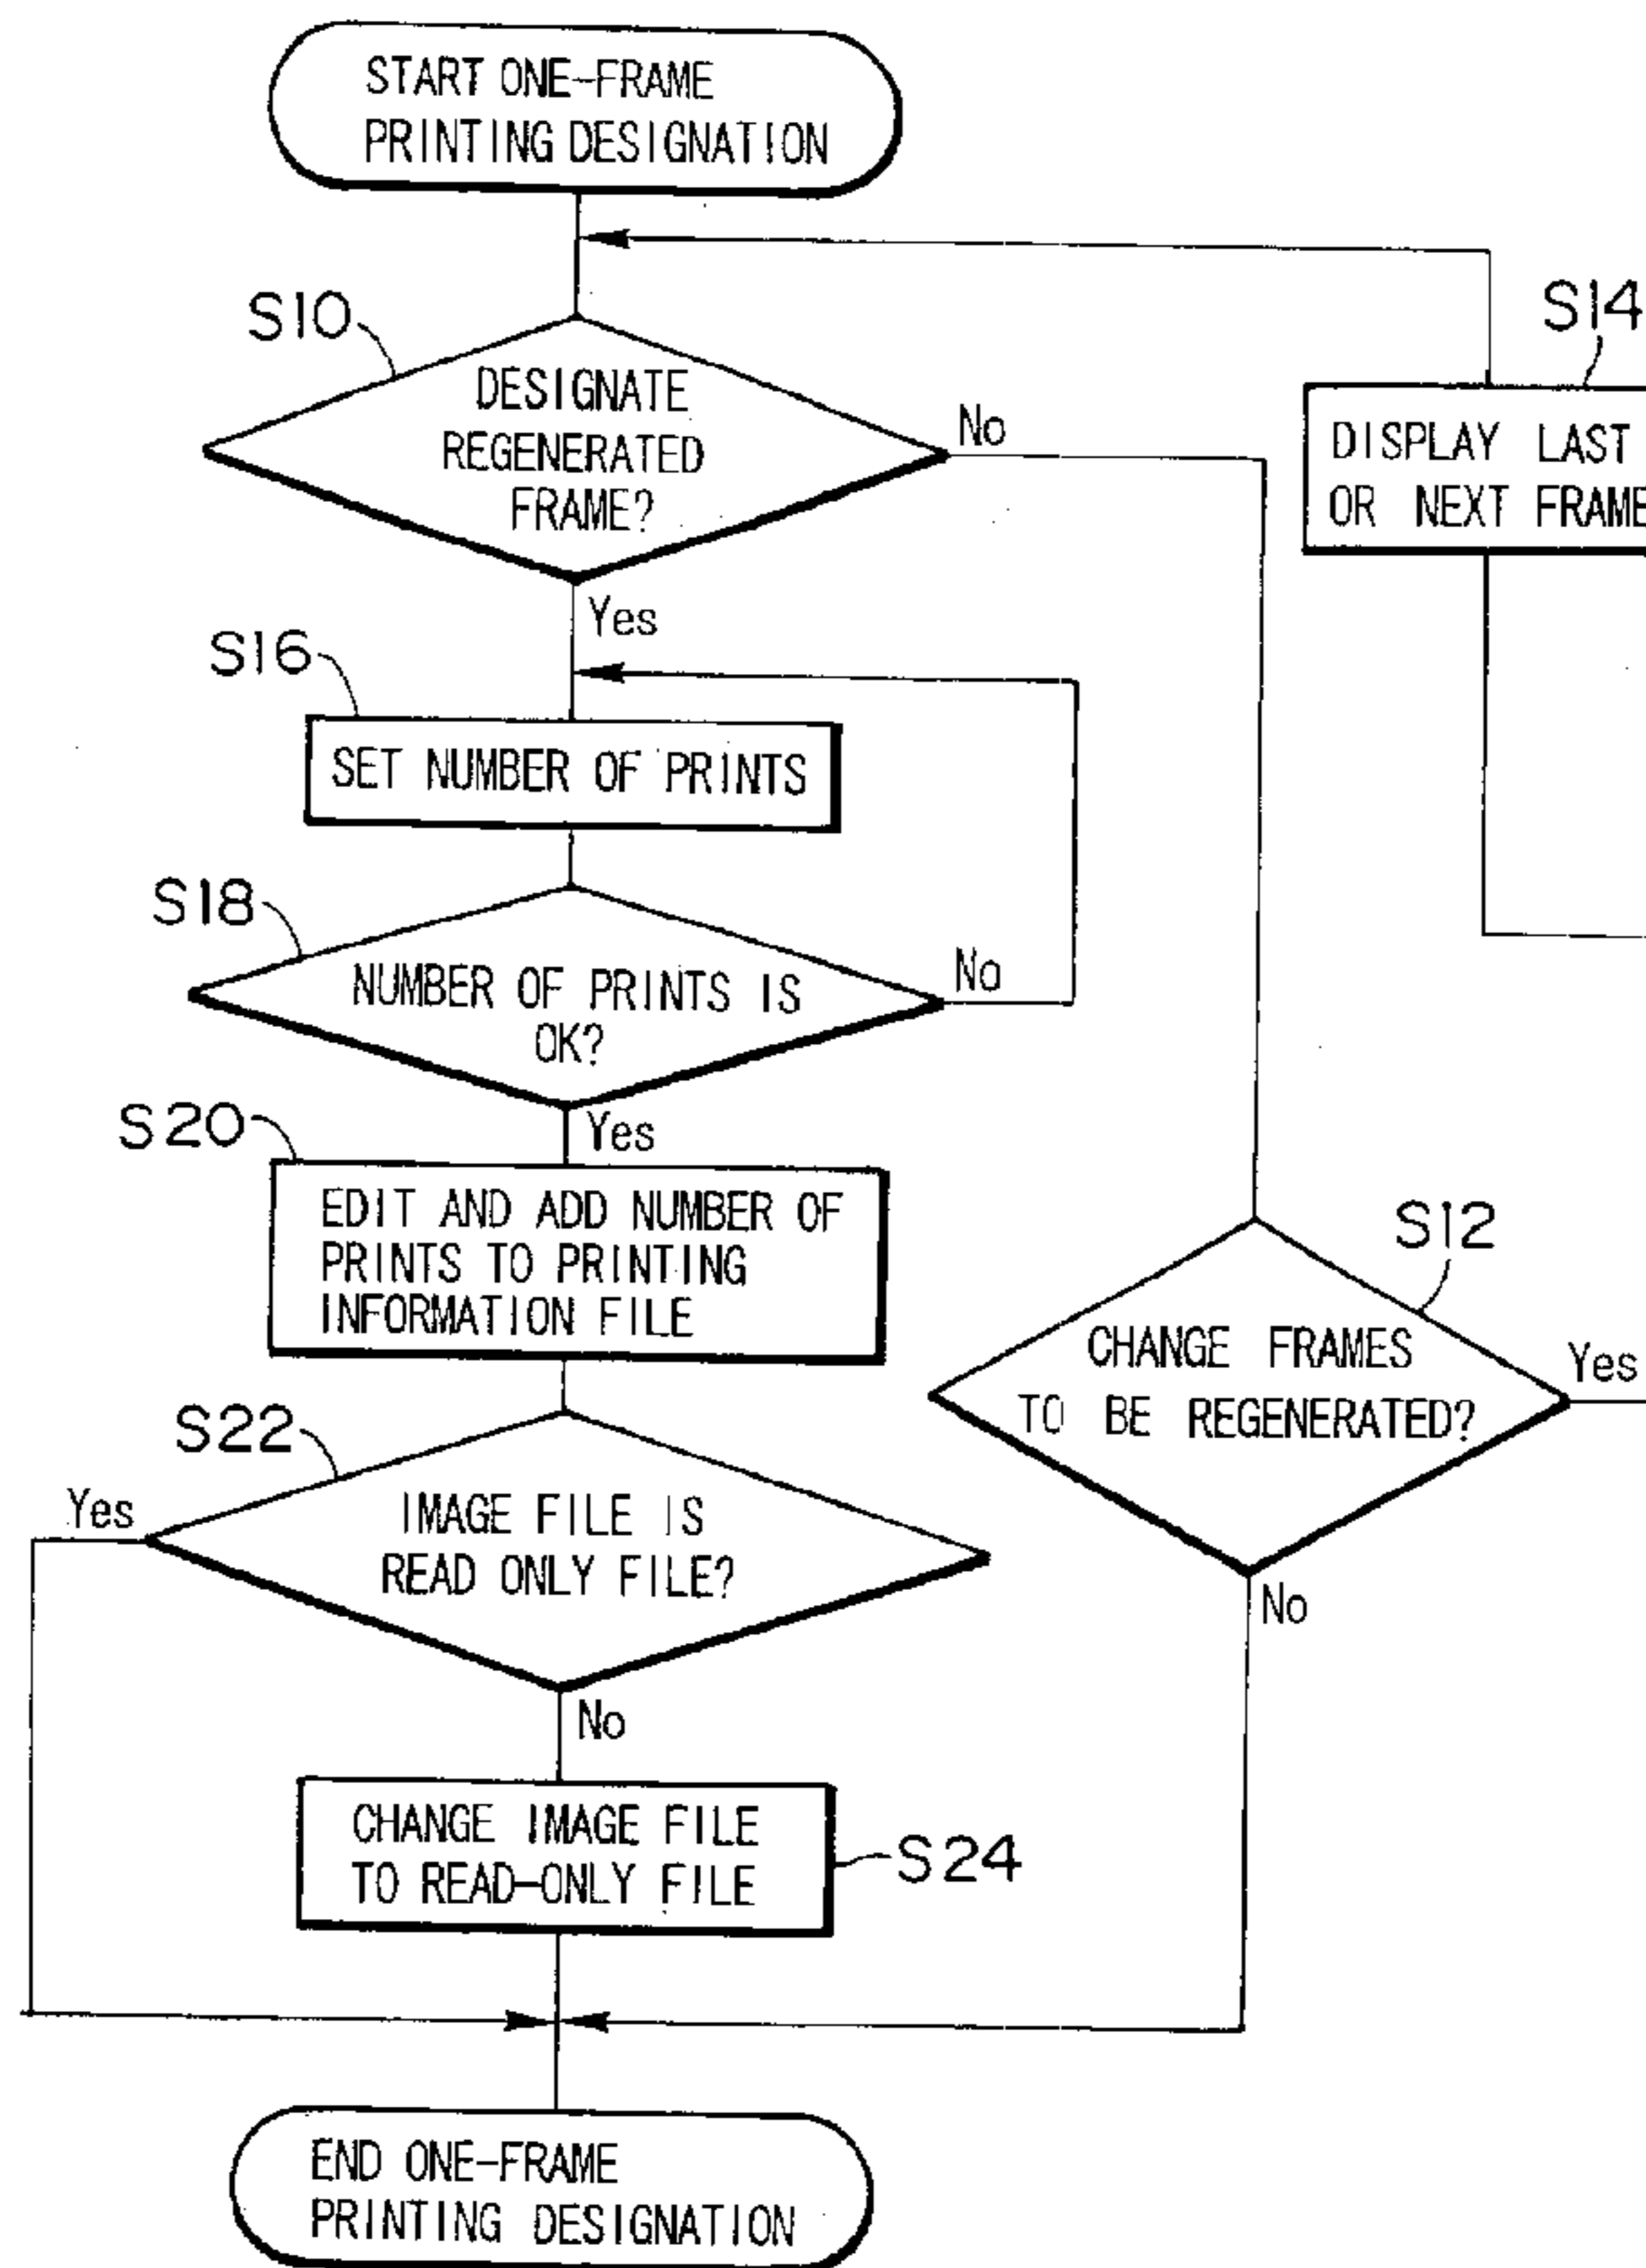 START ONE-FRAME
PRINTING DESIGNATION
S10
DESIGNATE
REGENERATED
FRAME?
No
Yes
S14
DISPLAY LAST
OR NEXT FRAME
S16
SET NUMBER OF PRINTS
S18
NUMBER OF PRINTS IS
OK?
No
Yes
S20
EDIT AND ADD NUMBER OF
PRINTS TO PRINTING
INFORMATION FILE
S12
CHANGE FRAMES
TO BE REGENERATED?
Yes
No
S22
Yes
IMAGE FILE IS
READ ONLY FILE?
No
CHANGE IMAGE FILE
TO READ-ONLY FILE
S24
END ONE-FRAME
PRINTING DESIGNATION